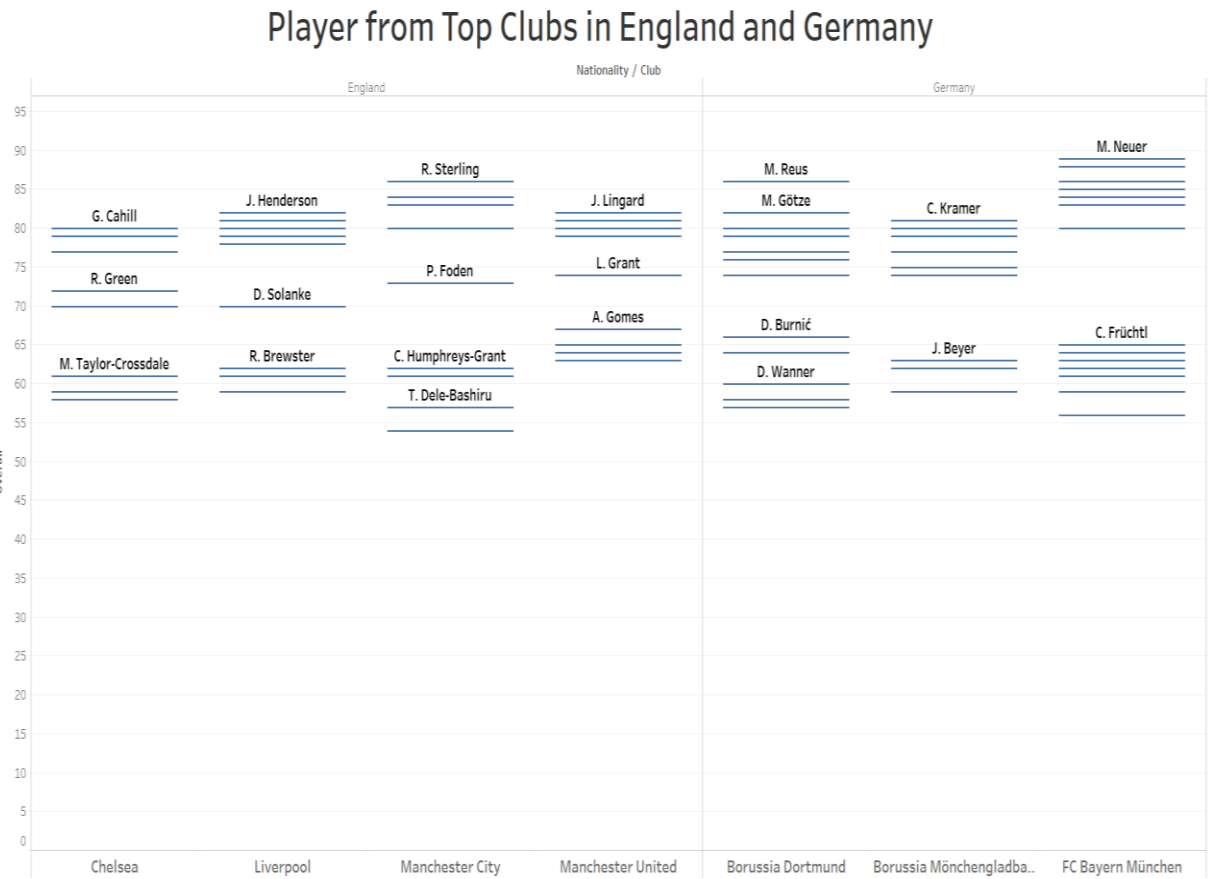 Player from Top Clubs in England and Germany
Nationality / Club
England Germany
95
90
85
80
75
70
65
60
55
50
45
40
35
30
25
20
15
10
5
0
M. Neuer
R. Sterling M. Reus
J. Henderson J. Lingard M. Götze
G. Cahill C. Kramer
R. Green P. Foden L. Grant
D. Solanke
A. Gomes D. Burnić
M. Taylor-Crossdale R. Brewster C. Humphreys-Grant J. Beyer C. Früchtl
D. Wanner
T. Dele-Bashiru
Chelsea Liverpool Manchester City Manchester United Borussia Dortmund Borussia Mönchengladba.. FC Bayern München